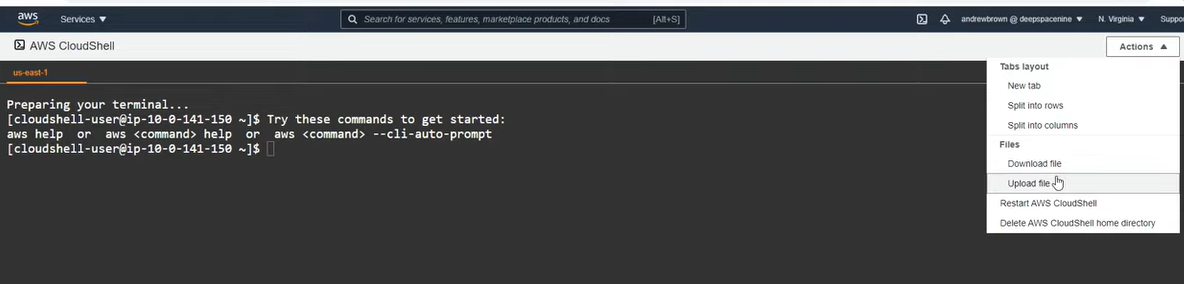 aws Services ▼ Search for services, features, marketplace products, and docs [Alt+S] andrewbrown @ deepspacenine ▼ N. Virginia ▼ Suppo
AWS CloudShell Actions ▲
us-east-1
Tabs layout
New tab
Split into rows
Split into columns
Files
Download file
Upload file
Restart AWS CloudShell
Delete AWS CloudShell home directory
Preparing your terminal...
[cloudshell-user@ip-10-0-141-150 ~]$ Try these commands to get started:
aws help or aws <command> help or aws <command> --cli-auto-prompt
[cloudshell-user@ip-10-0-141-150 ~]$